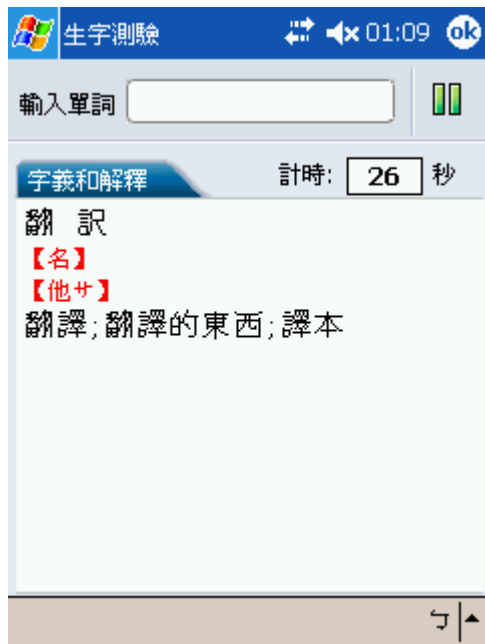 生字測驗 01:09 ok
輸入單詞
字義和解釋 計時: 26 秒
翻 訳
【名】
【他サ】
翻譯;翻譯的東西;譯本
ㄅ